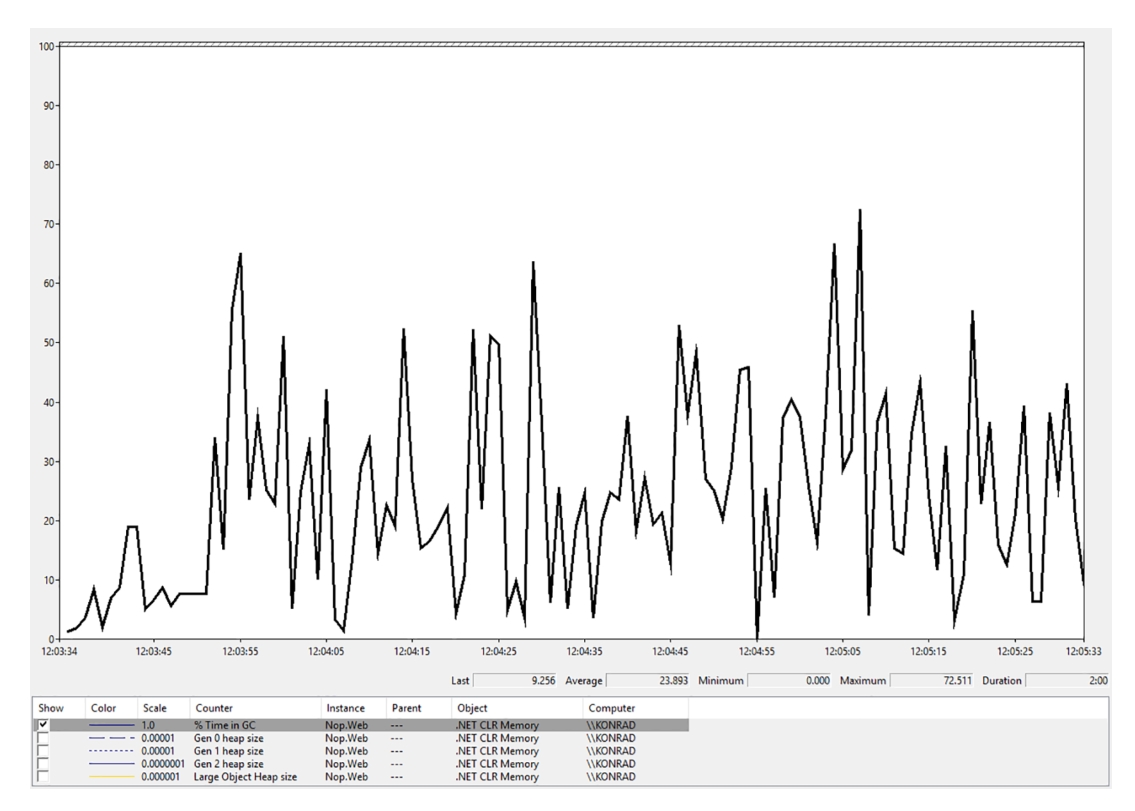 100
90
80
70
60
50
40
30
20
10
0
12:03:34 12:03:45 12:03:55 12:04:05 12:04:15 12:04:25 12:04:35 12:04:45 12:04:55 12:05:05 12:05:15 12:05:25 12:05:33
Last 9.256 Average 23.893 Minimum 0.000 Maximum 72.511 Duration 2:00
Show Color Scale Counter Instance Parent Object Computer
1.0 % Time in GC Nop.Web --- .NET CLR Memory \\KONRAD
0.00001 Gen 0 heap size Nop.Web --- .NET CLR Memory \\KONRAD
0.00001 Gen 1 heap size Nop.Web --- .NET CLR Memory \\KONRAD
0.0000001 Gen 2 heap size Nop.Web --- .NET CLR Memory \\KONRAD
0.000001 Large Object Heap size Nop.Web --- .NET CLR Memory \\KONRAD